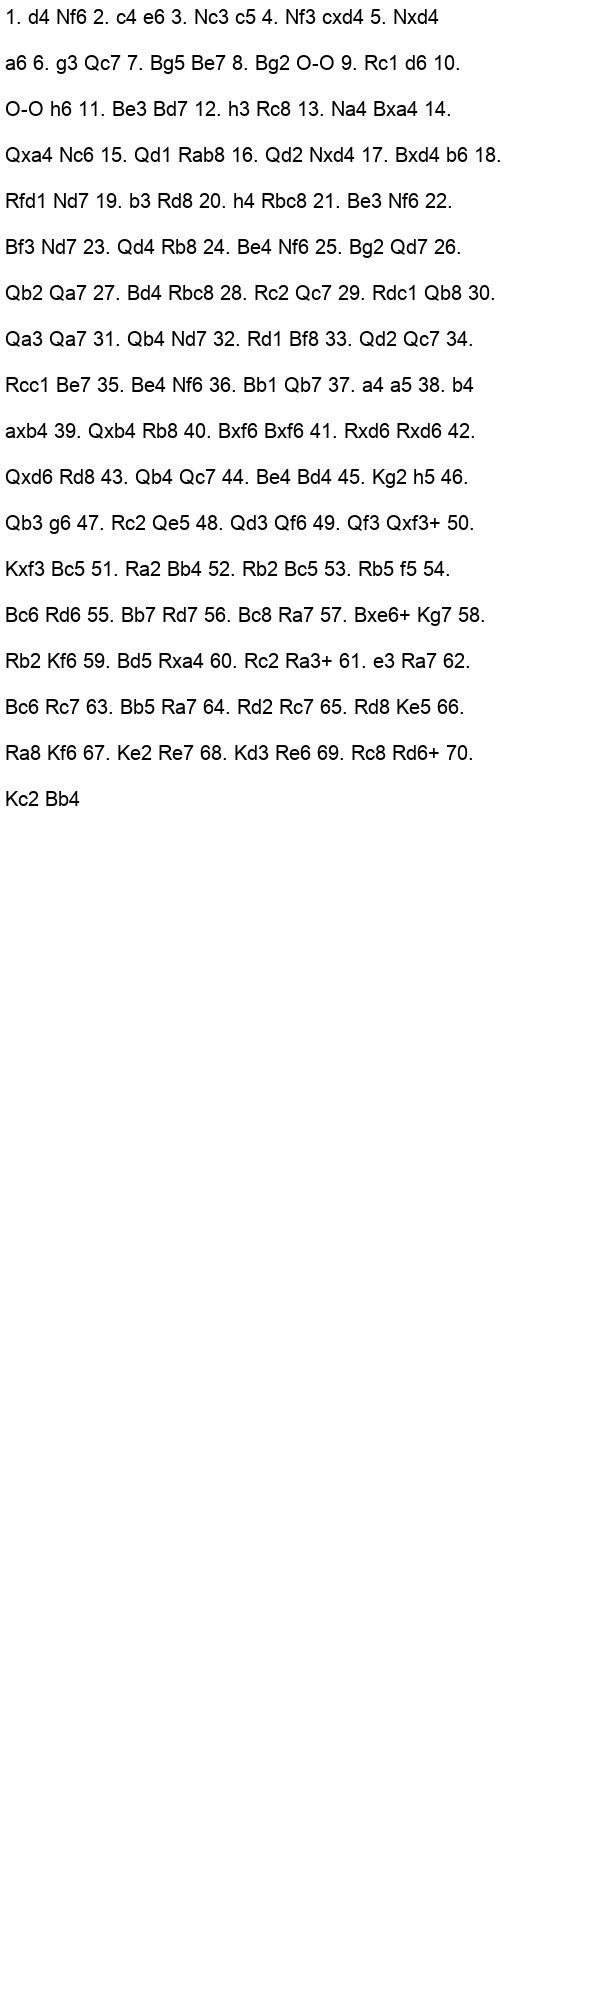 1. d4 Nf6 2. c4 e6 3. Nc3 c5 4. Nf3 cxd4 5. Nxd4
a6 6. g3 Qc7 7. Bg5 Be7 8. Bg2 O-O 9. Rc1 d6 10.
O-O h6 11. Be3 Bd7 12. h3 Rc8 13. Na4 Bxa4 14.
Qxa4 Nc6 15. Qd1 Rab8 16. Qd2 Nxd4 17. Bxd4 b6 18.
Rfd1 Nd7 19. b3 Rd8 20. h4 Rbc8 21. Be3 Nf6 22.
Bf3 Nd7 23. Qd4 Rb8 24. Be4 Nf6 25. Bg2 Qd7 26.
Qb2 Qa7 27. Bd4 Rbc8 28. Rc2 Qc7 29. Rdc1 Qb8 30.
Qa3 Qa7 31. Qb4 Nd7 32. Rd1 Bf8 33. Qd2 Qc7 34.
Rcc1 Be7 35. Be4 Nf6 36. Bb1 Qb7 37. a4 a5 38. b4
axb4 39. Qxb4 Rb8 40. Bxf6 Bxf6 41. Rxd6 Rxd6 42.
Qxd6 Rd8 43. Qb4 Qc7 44. Be4 Bd4 45. Kg2 h5 46.
Qb3 g6 47. Rc2 Qe5 48. Qd3 Qf6 49. Qf3 Qxf3+ 50.
Kxf3 Bc5 51. Ra2 Bb4 52. Rb2 Bc5 53. Rb5 f5 54.
Bc6 Rd6 55. Bb7 Rd7 56. Bc8 Ra7 57. Bxe6+ Kg7 58.
Rb2 Kf6 59. Bd5 Rxa4 60. Rc2 Ra3+ 61. e3 Ra7 62.
Bc6 Rc7 63. Bb5 Ra7 64. Rd2 Rc7 65. Rd8 Ke5 66.
Ra8 Kf6 67. Ke2 Re7 68. Kd3 Re6 69. Rc8 Rd6+ 70.
Kc2 Bb4